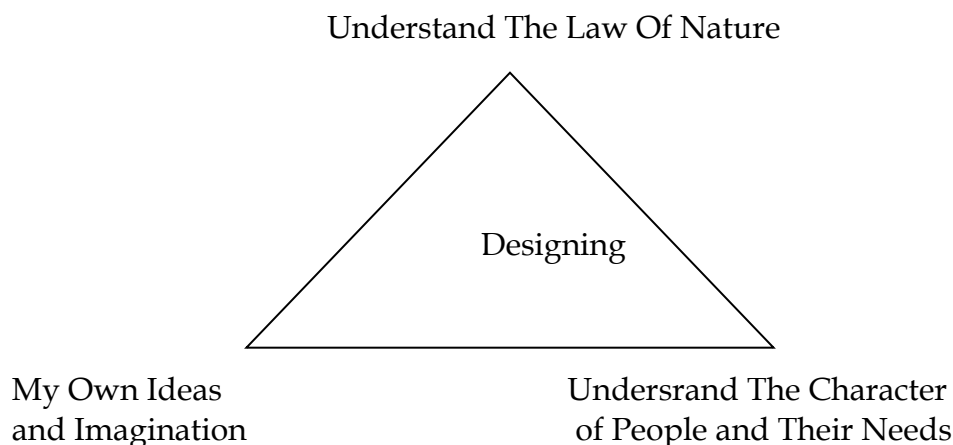 Understand The Law Of Nature
Designing
My Own Ideas
and Imagination
Undersrand The Character
of People and Their Needs